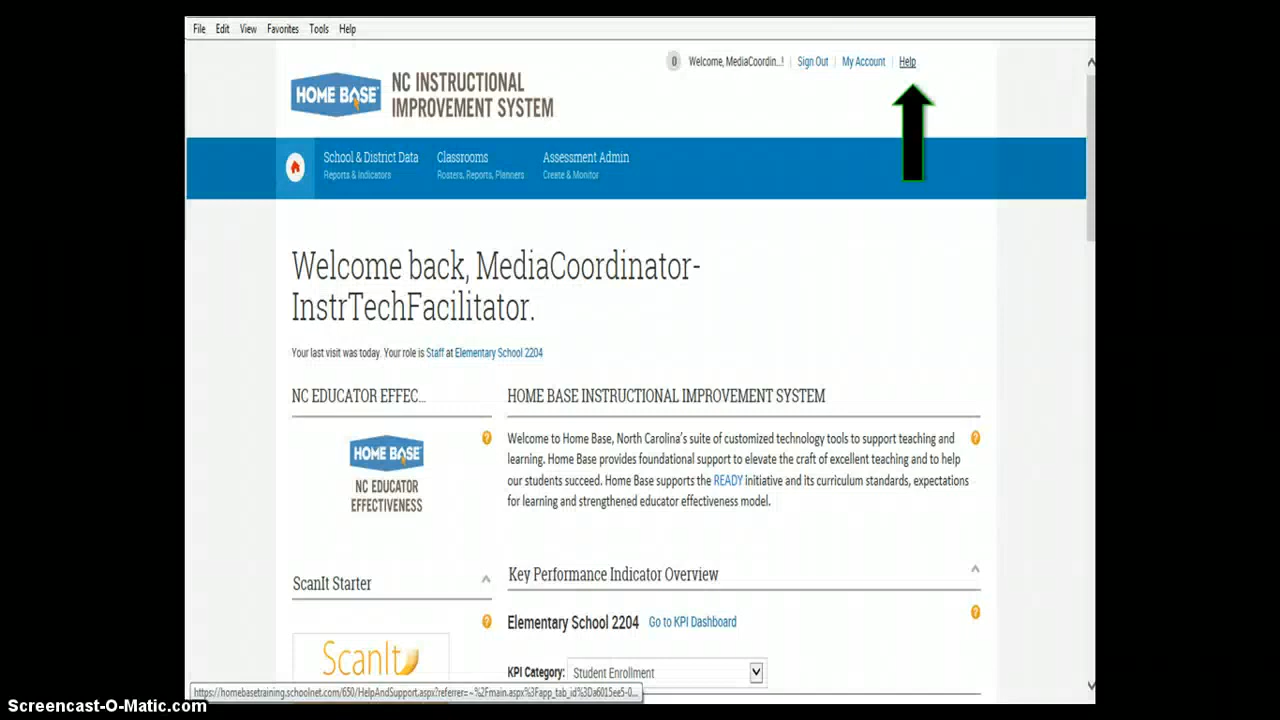 File Edit View Favorites Tools Help
0 Welcome, MediaCoordin...! Sign Out My Account Help
HOME BASE NC INSTRUCTIONAL
IMPROVEMENT SYSTEM
School & District Data Classrooms Assessment Admin
Reports & Indicators Rosters, Reports, Planners Create & Monitor
Welcome back, MediaCoordinator-
InstrTechFacilitator.
Your last visit was today. Your role is Staff at Elementary School 2204
NC EDUCATOR EFFEC... HOME BASE INSTRUCTIONAL IMPROVEMENT SYSTEM
HOME BASE
NC EDUCATOR
EFFECTIVENESS
Welcome to Home Base, North Carolina's suite of customized technology tools to support teaching and
learning. Home Base provides foundational support to elevate the craft of excellent teaching and to help
our students succeed. Home Base supports the READY initiative and its curriculum standards, expectations
for learning and strengthened educator effectiveness model.
ScanIt Starter
ScanIt
Key Performance Indicator Overview
Elementary School 2204 Go to KPI Dashboard
KPI Category: Student Enrollment
https://homebasetraining.schoolnet.com/650/HelpAndSupport.aspx?referrer=~%2Fmain.aspx%3Fapp_tab_id%3Da6015ee5-0...
Screencast-O-Matic.com